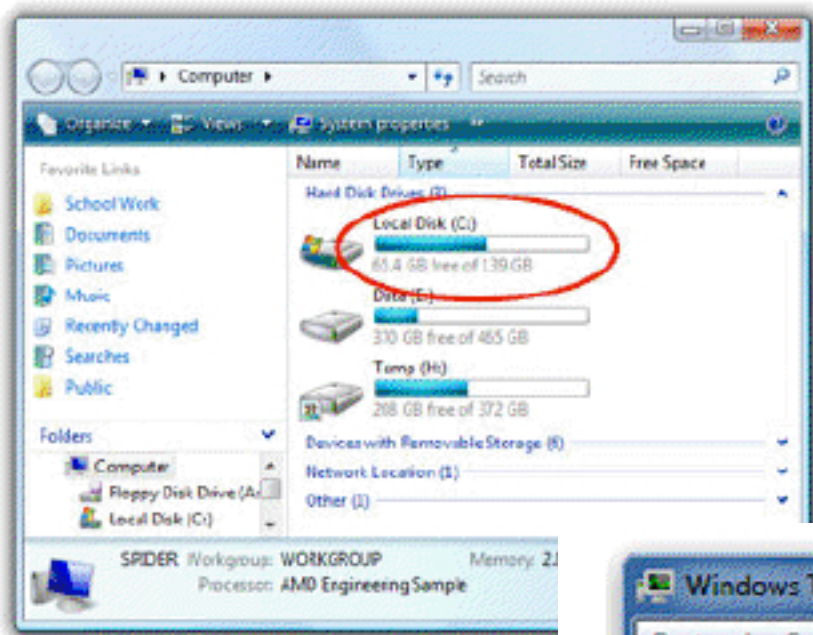 Computer
Search
Organize Views System properties »
Favorite Links
School Work
Documents
Pictures
Music
Recently Changed
Searches
Public
Folders
Computer
Floppy Disk Drive (A:
Local Disk (C:)
Name Type Total Size Free Space
Hard Disk Drives (3)
Local Disk (C:)
65.4 GB free of 139 GB
Data (E:)
GB free of 465 GB
Temp (H:)
GB free of 372 GB
Devices with Removable Storage (6)
Network Location (1)
Other (1)
SPIDER Workgroup: WORKGROUP Memory:
Processor: AMD Engineering Sample
Windows T